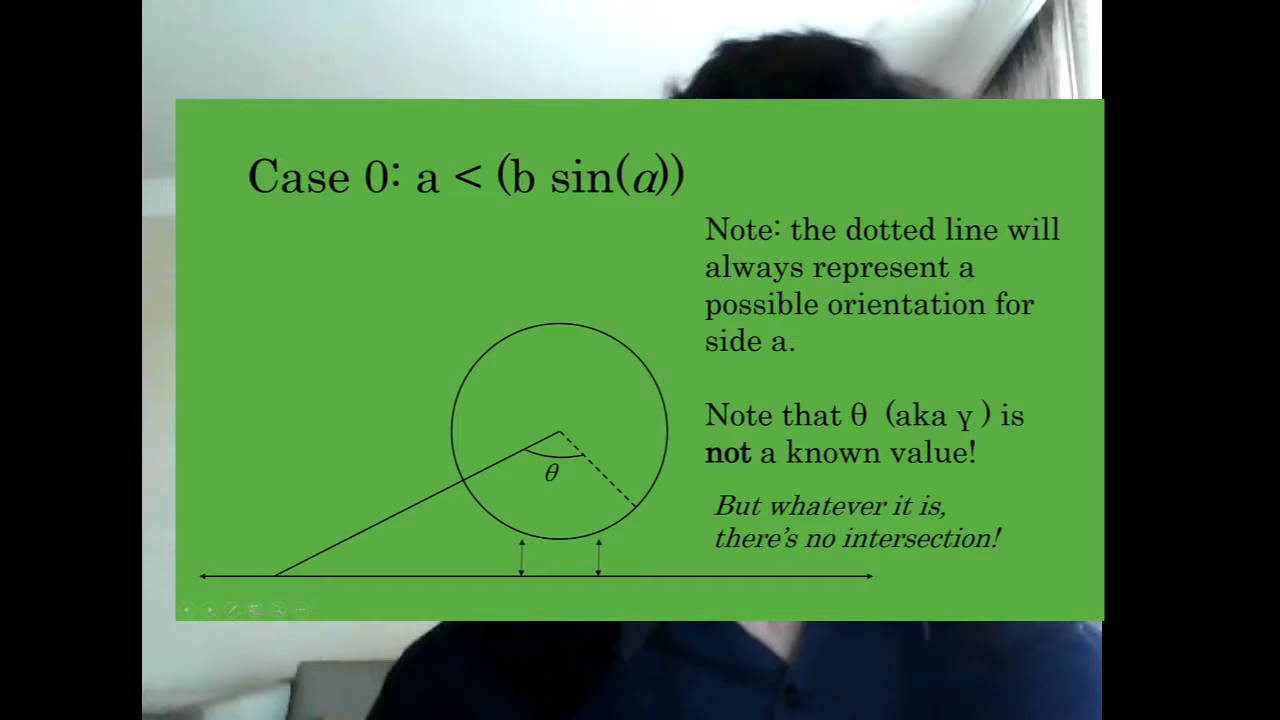 Case 0: a < (b sin(𝛼))
Note: the dotted line will
always represent a
possible orientation for
side a.
Note that θ (aka γ ) is
not a known value!
But whatever it is,
there's no intersection!
θ